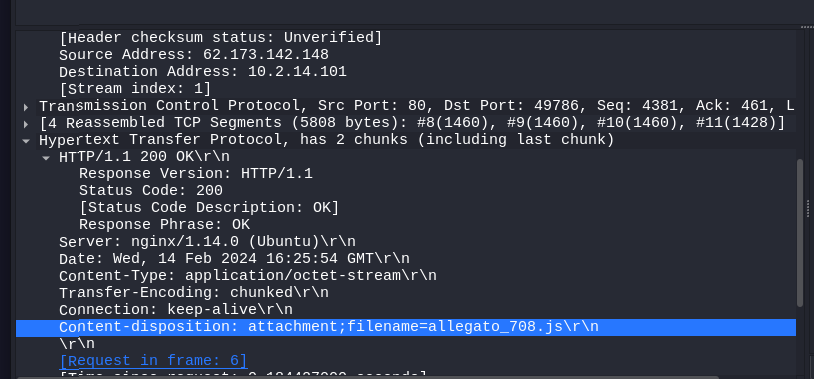 [Header checksum status: Unverified]
Source Address: 62.173.142.148
Destination Address: 10.2.14.101
[Stream index: 1]
Transmission Control Protocol, Src Port: 80, Dst Port: 49786, Seq: 4381, Ack: 461, L
[4 Reassembled TCP Segments (5808 bytes): #8(1460), #9(1460), #10(1460), #11(1428)]
Hypertext Transfer Protocol, has 2 chunks (including last chunk)
HTTP/1.1 200 OK\r\n
Response Version: HTTP/1.1
Status Code: 200
[Status Code Description: OK]
Response Phrase: OK
Server: nginx/1.14.0 (Ubuntu)\r\n
Date: Wed, 14 Feb 2024 16:25:54 GMT\r\n
Content-Type: application/octet-stream\r\n
Transfer-Encoding: chunked\r\n
Connection: keep-alive\r\n
Content-disposition: attachment;filename=allegato_708.js\r\n
\r\n
[Request in frame: 6]
[Time since request: seconds]